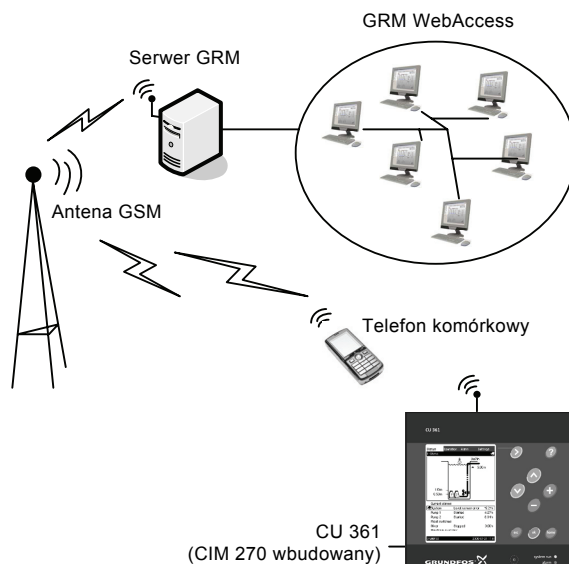 GRM WebAccess
Serwer GRM
Antena GSM
Telefon komórkowy
CU 361
CU 361
(CIM 270 wbudowany)
GRUNDFOS